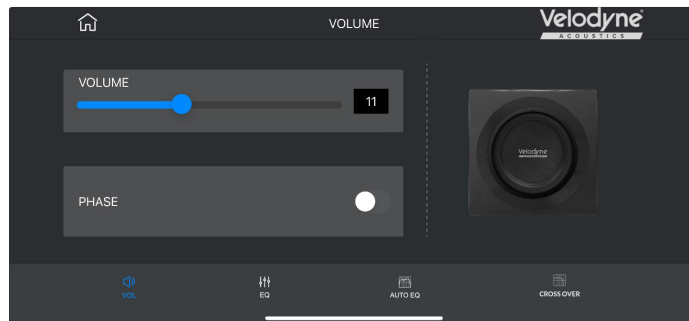 VOLUME
Velodyne®
ACOUSTICS
VOLUME
11
Velodyne
PHASE
VOL
EQ
AUTO EQ
CROSS OVER